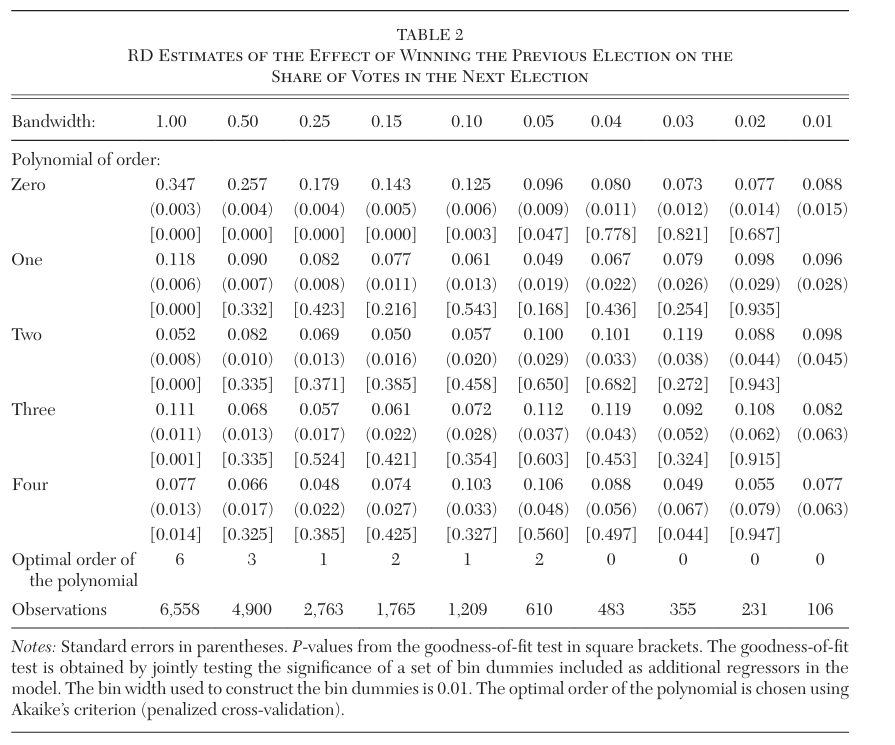 TABLE 2
RD Estimates of the Effect of Winning the Previous Election on the
Share of Votes in the Next Election
Bandwidth: 1.00 0.50 0.25 0.15 0.10 0.05 0.04 0.03 0.02 0.01
Polynomial of order:
Zero 0.347 0.257 0.179 0.143 0.125 0.096 0.080 0.073 0.077 0.088
(0.003) (0.004) (0.004) (0.005) (0.006) (0.009) (0.011) (0.012) (0.014) (0.015)
[0.000] [0.000] [0.000] [0.000] [0.003] [0.047] [0.778] [0.821] [0.687]
One 0.118 0.090 0.082 0.077 0.061 0.049 0.067 0.079 0.098 0.096
(0.006) (0.007) (0.008) (0.011) (0.013) (0.019) (0.022) (0.026) (0.029) (0.028)
[0.000] [0.332] [0.423] [0.216] [0.543] [0.168] [0.436] [0.254] [0.935]
Two 0.052 0.082 0.069 0.050 0.057 0.100 0.101 0.119 0.088 0.098
(0.008) (0.010) (0.013) (0.016) (0.020) (0.029) (0.033) (0.038) (0.044) (0.045)
[0.000] [0.335] [0.371] [0.385] [0.458] [0.650] [0.682] [0.272] [0.943]
Three 0.111 0.068 0.057 0.061 0.072 0.112 0.119 0.092 0.108 0.082
(0.011) (0.013) (0.017) (0.022) (0.028) (0.037) (0.043) (0.052) (0.062) (0.063)
[0.001] [0.335] [0.524] [0.421] [0.354] [0.603] [0.453] [0.324] [0.915]
Four 0.077 0.066 0.048 0.074 0.103 0.106 0.088 0.049 0.055 0.077
(0.013) (0.017) (0.022) (0.027) (0.033) (0.048) (0.056) (0.067) (0.079) (0.063)
[0.014] [0.325] [0.385] [0.425] [0.327] [0.560] [0.497] [0.044] [0.947]
Optimal order of 6 3 1 2 1 2 0 0 0 0
the polynomial
Observations 6,558 4,900 2,763 1,765 1,209 610 483 355 231 106
Notes: Standard errors in parentheses. P-values from the goodness-of-fit test in square brackets. The goodness-of-fit
test is obtained by jointly testing the significance of a set of bin dummies included as additional regressors in the
model. The bin width used to construct the bin dummies is 0.01. The optimal order of the polynomial is chosen using
Akaike's criterion (penalized cross-validation).